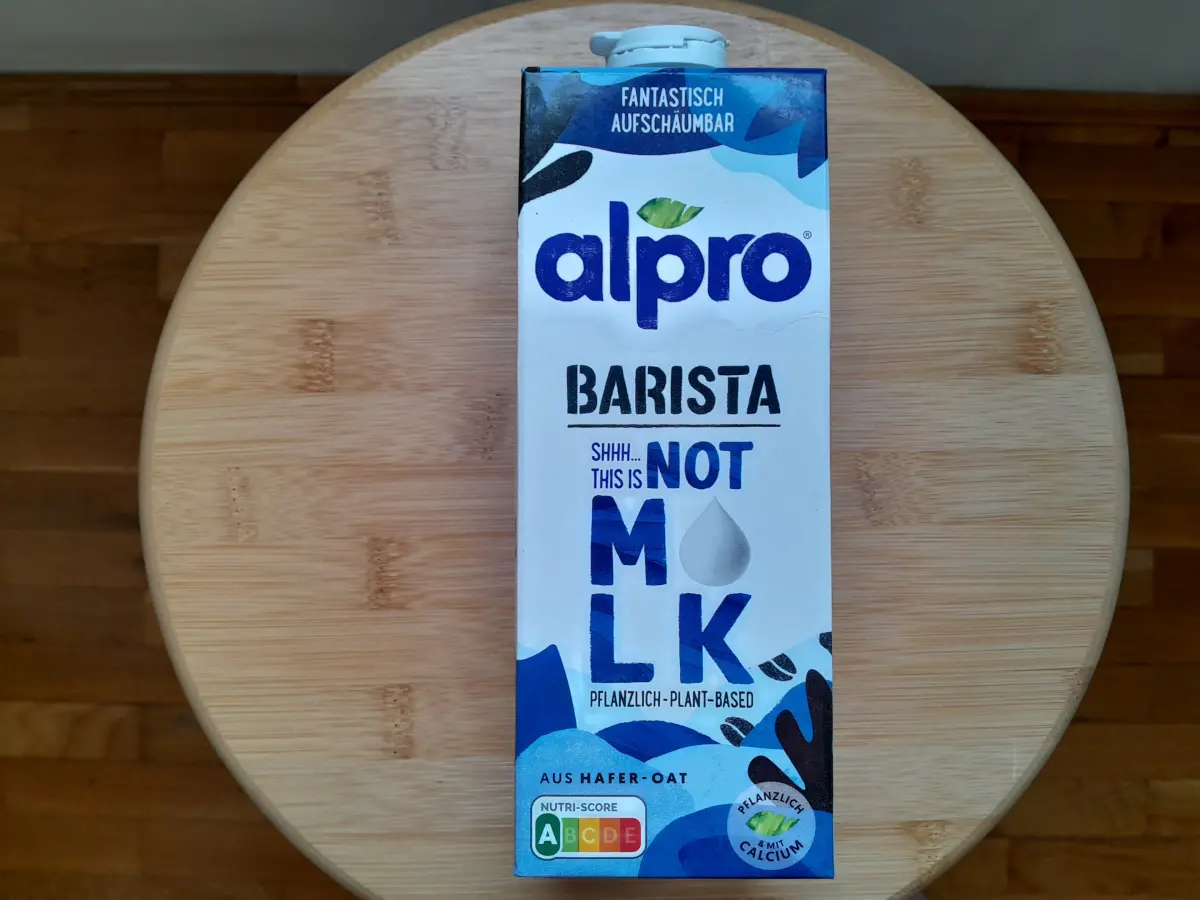 FANTASTISCH
AUFSCHÄUMBAR
alpro®
BARISTA
SHHH...
THIS IS NOT
M LK
PFLANZLICH-PLANT-BASED
AUS HAFER-OAT
NUTRI-SCORE
A B C D E
PFLANZLICH
& MIT
CALCIUM